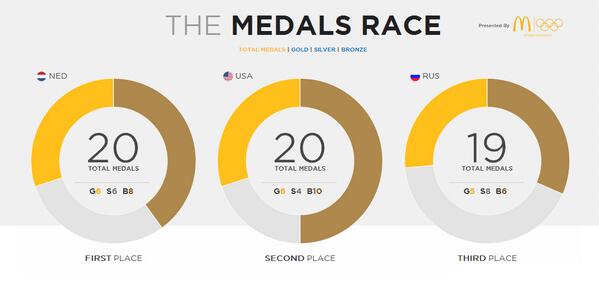 THE MEDALS RACE
Presented By
TOTAL MEDALS | GOLD | SILVER | BRONZE
NED
USA
RUS
20
TOTAL MEDALS
G6 S6 B8
20
TOTAL MEDALS
G6 S4 B10
19
TOTAL MEDALS
G5 S8 B6
FIRST PLACE
SECOND PLACE
THIRD PLACE